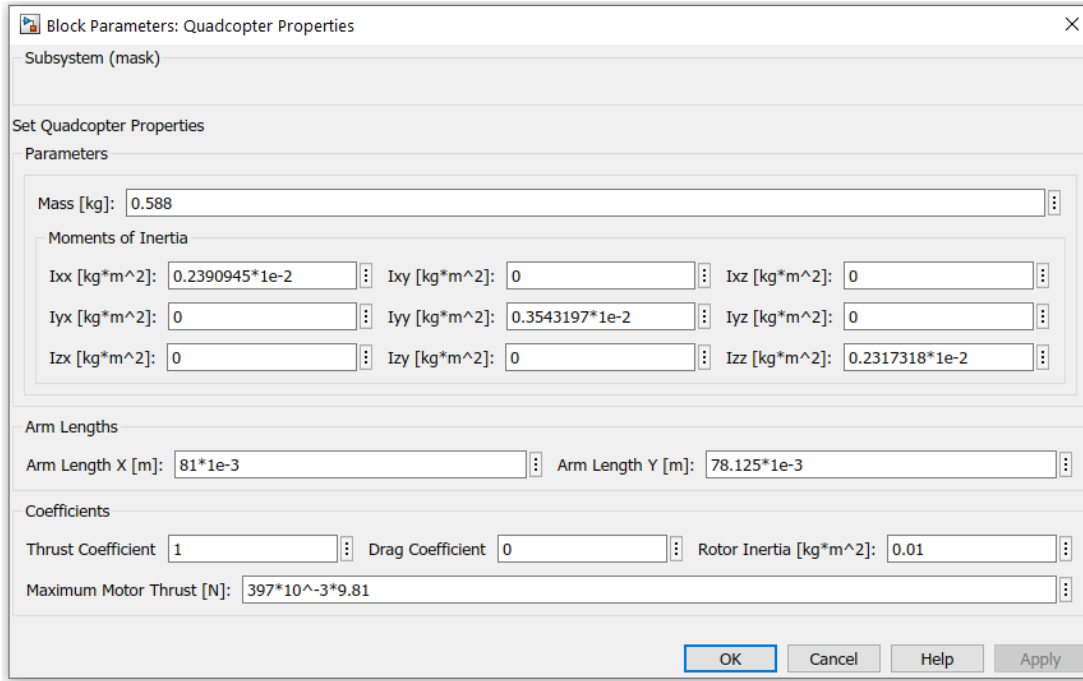 Block Parameters: Quadcopter Properties
Subsystem (mask)
Set Quadcopter Properties
Parameters
Mass [kg]: 0.588
Moments of Inertia
Ixx [kg*m^2]: 0.2390945*1e-2 Ixy [kg*m^2]: 0 Ixz [kg*m^2]: 0
Iyx [kg*m^2]: 0 Iyy [kg*m^2]: 0.3543197*1e-2 Iyz [kg*m^2]: 0
Izx [kg*m^2]: 0 Izy [kg*m^2]: 0 Izz [kg*m^2]: 0.2317318*1e-2
Arm Lengths
Arm Length X [m]: 81*1e-3 Arm Length Y [m]: 78.125*1e-3
Coefficients
Thrust Coefficient 1 Drag Coefficient 0 Rotor Inertia [kg*m^2]: 0.01
Maximum Motor Thrust [N]: 397*10^-3*9.81
OK Cancel Help Apply